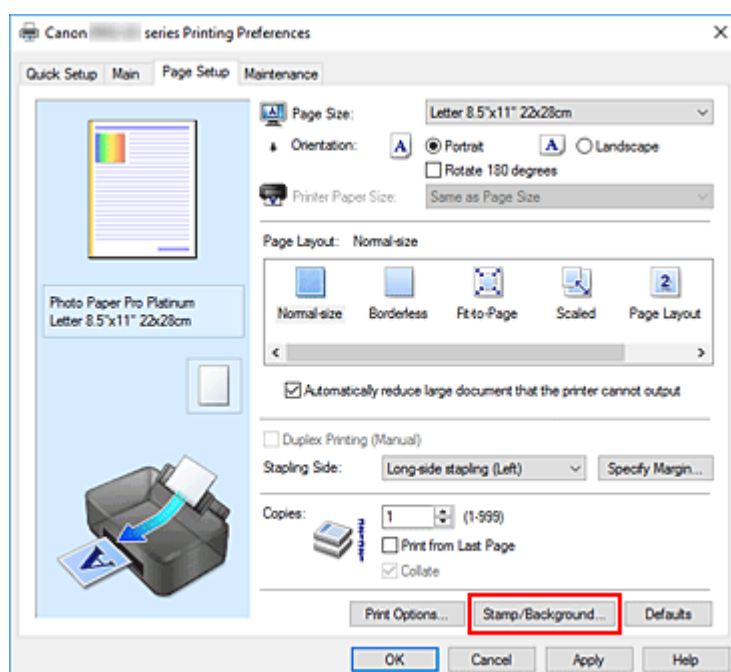 Canon series Printing Preferences
Quick Setup Main Page Setup Maintenance
Page Size: Letter 8.5"x11" 22x28cm
Orientation: A Portrait A Landscape
Rotate 180 degrees
Printer Paper Size: Same as Page Size
Page Layout: Normal-size
2
Normal-size Borderless Fit-to-Page Scaled Page Layout
Photo Paper Pro Platinum
Letter 8.5"x11" 22x28cm
Automatically reduce large document that the printer cannot output
Duplex Printing (Manual)
Stapling Side: Long-side stapling (Left) Specify Margin...
Copies: 1 (1-999)
Print from Last Page
Collate
A
Print Options... Stamp/Background... Defaults
OK Cancel Apply Help